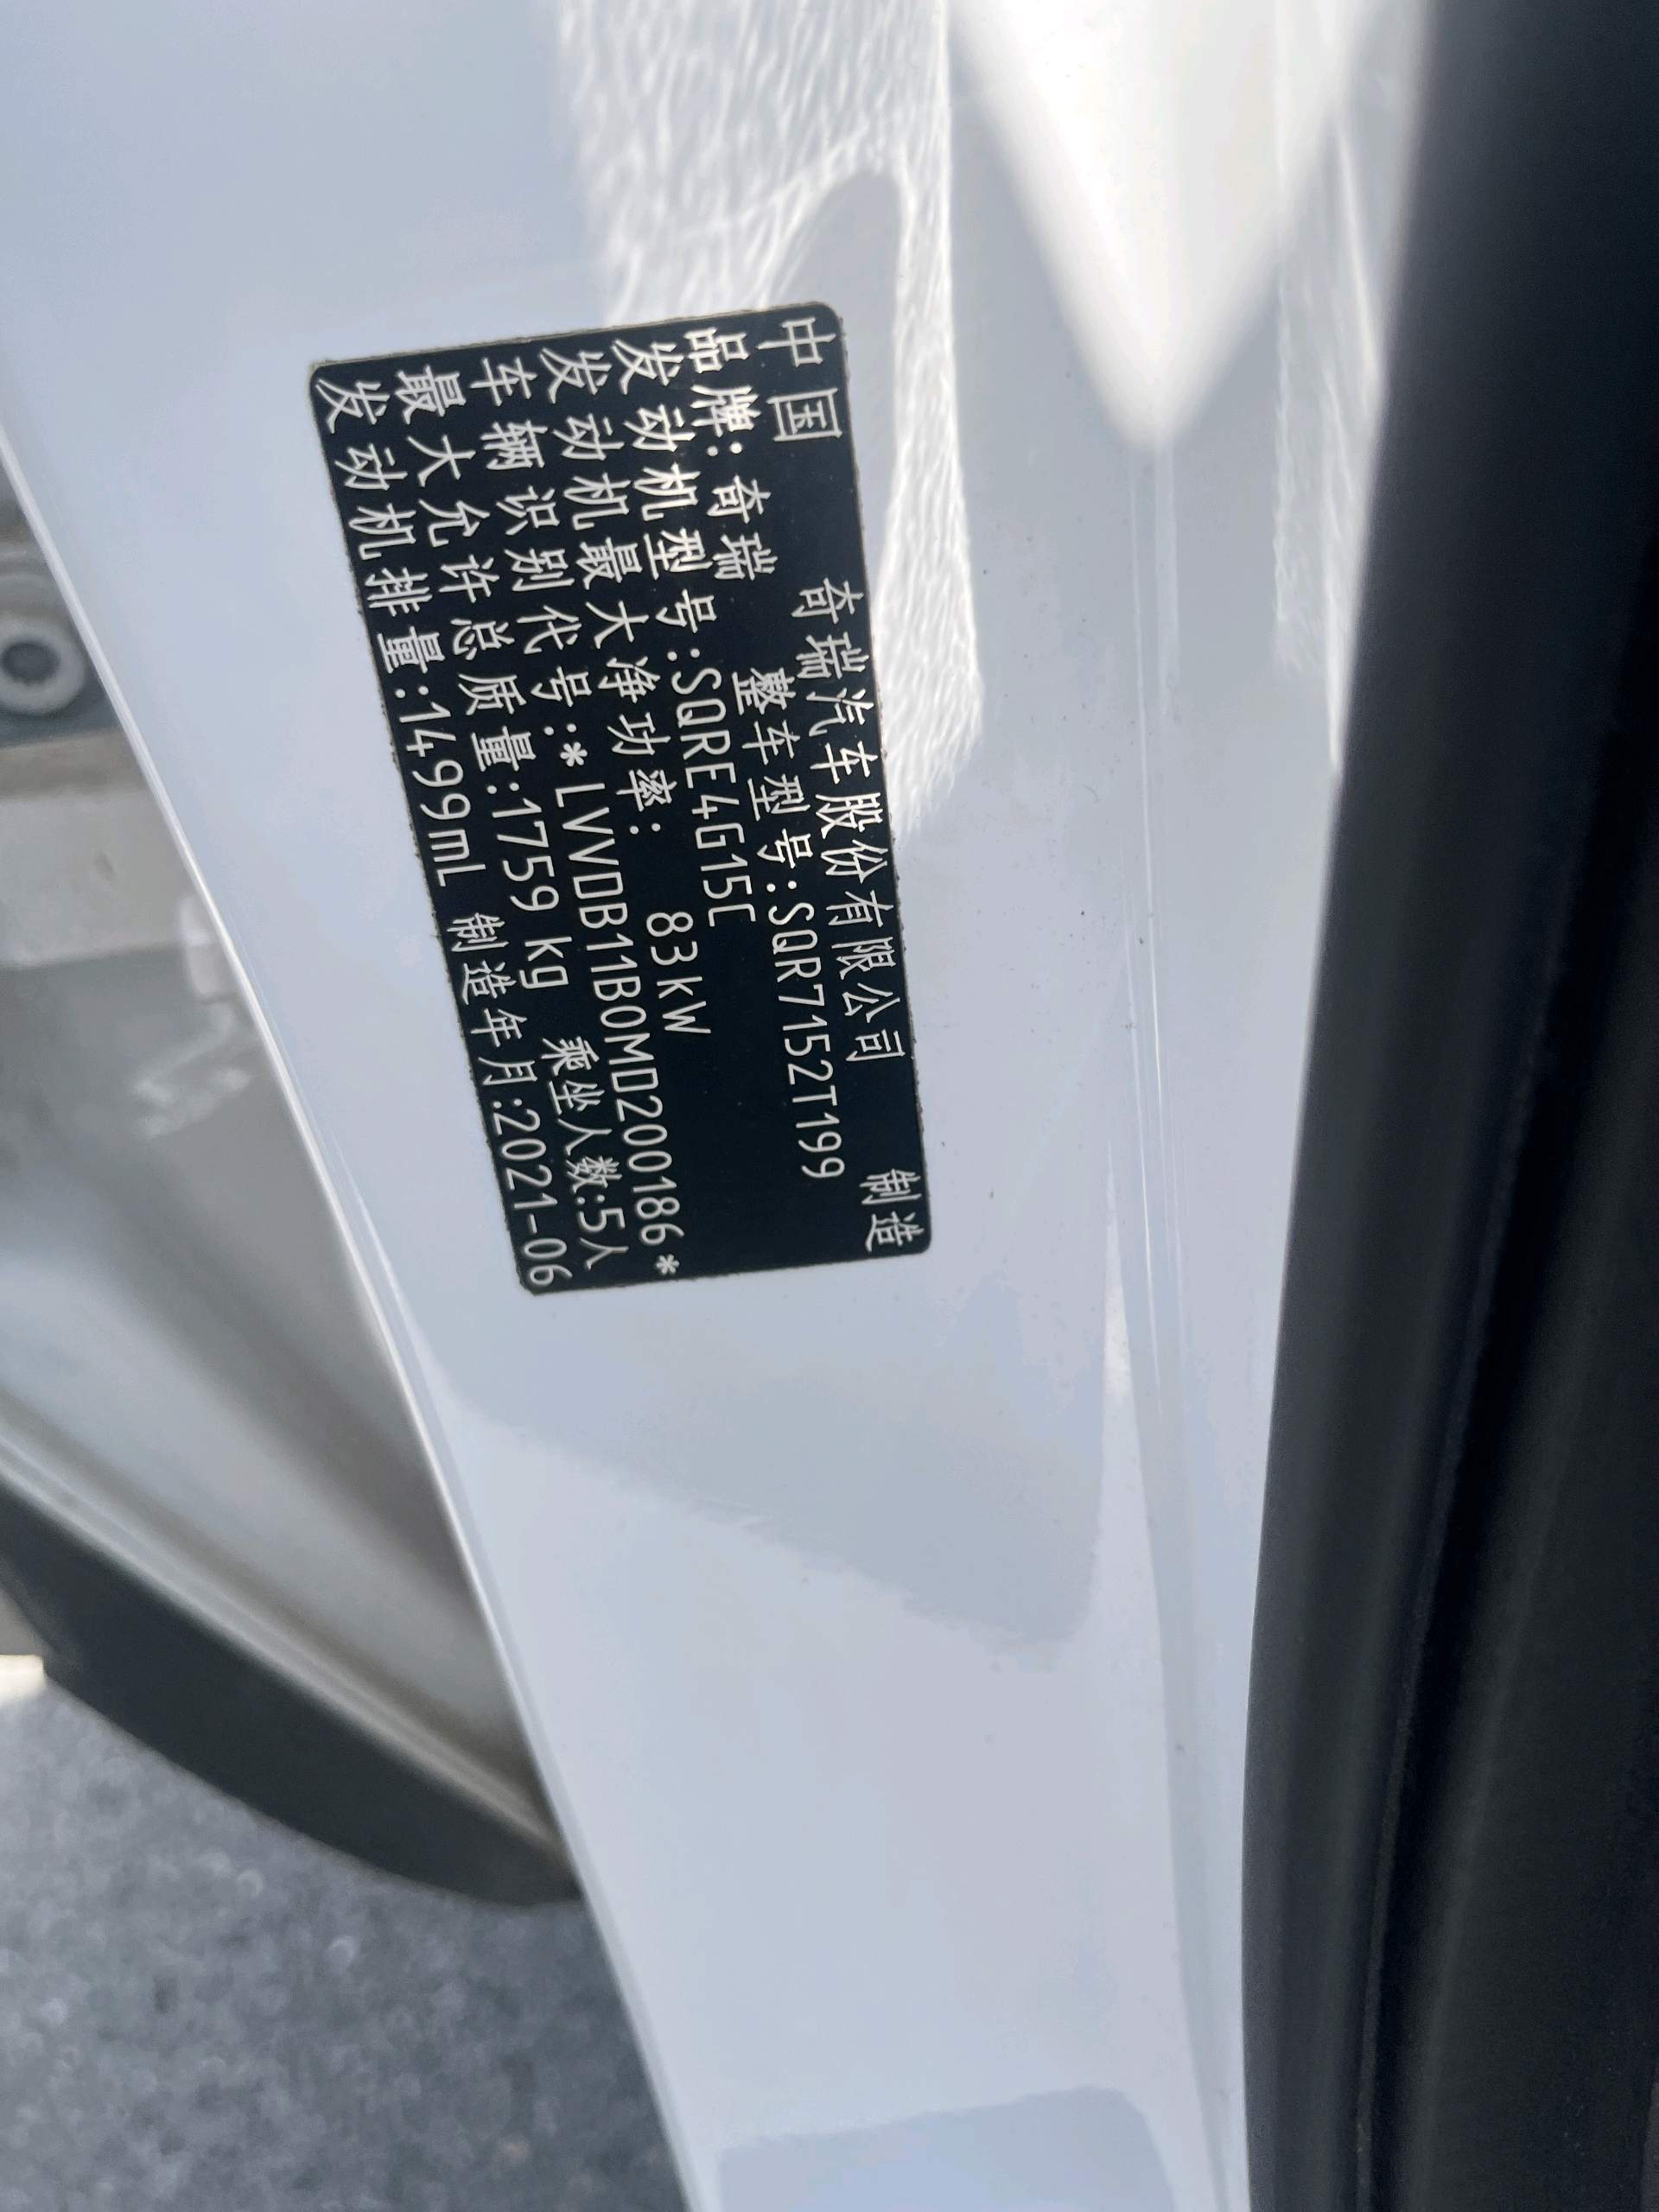 中国 奇瑞汽车股份有限公司 制造
品牌:奇瑞 整车型号:SQR7152T199
发动机型号:SQRE4G15C
发动机最大净功率: 83kW
车辆识别代号:*LVVDB11B0MD200186*
最大允许总质量:1759kg 乘坐人数:5人
发动机排量:1499ml 制造年月:2021-06